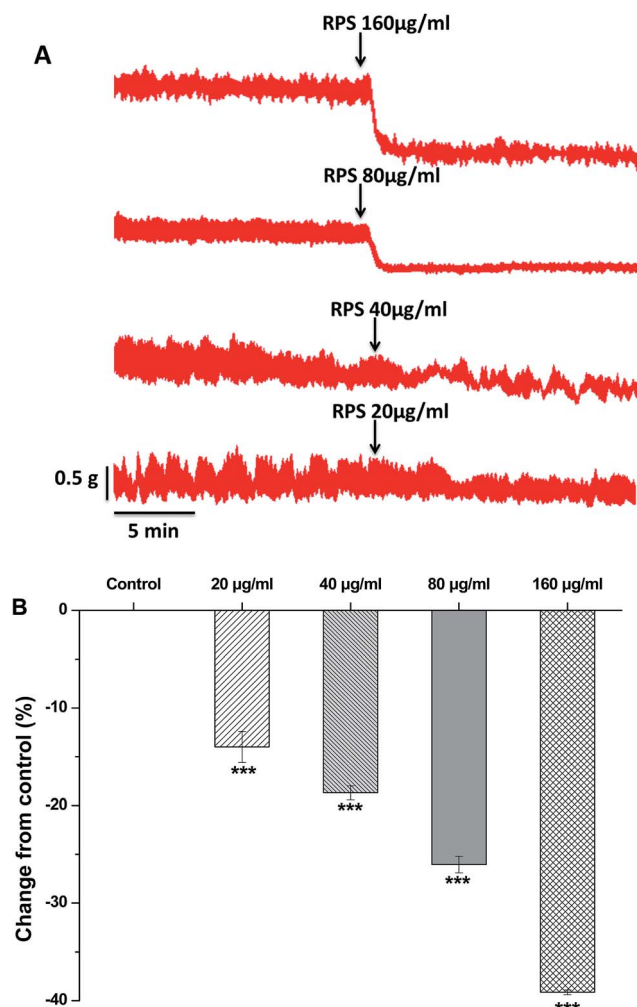 RPS 160µg/ml
A
RPS 80µg/ml
RPS 40µg/ml
RPS 20µg/ml
0.5 g
5 min
B
Control 20 µg/ml 40 µg/ml 80 µg/ml 160 µg/ml
0
-10
-20
-30
-40
Change from control (%)
***
***
***
***